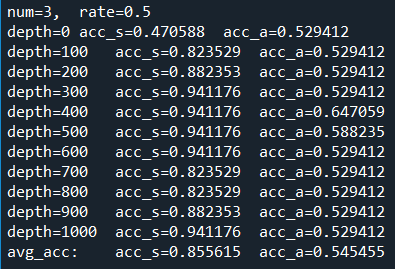 num=3,  rate=0.5
depth=0 acc_s=0.470588  acc_a=0.529412
depth=100   acc_s=0.823529  acc_a=0.529412
depth=200   acc_s=0.882353  acc_a=0.529412
depth=300   acc_s=0.941176  acc_a=0.529412
depth=400   acc_s=0.941176  acc_a=0.647059
depth=500   acc_s=0.941176  acc_a=0.588235
depth=600   acc_s=0.941176  acc_a=0.529412
depth=700   acc_s=0.823529  acc_a=0.529412
depth=800   acc_s=0.823529  acc_a=0.529412
depth=900   acc_s=0.882353  acc_a=0.529412
depth=1000  acc_s=0.941176  acc_a=0.529412
avg_acc:    acc_s=0.855615  acc_a=0.545455